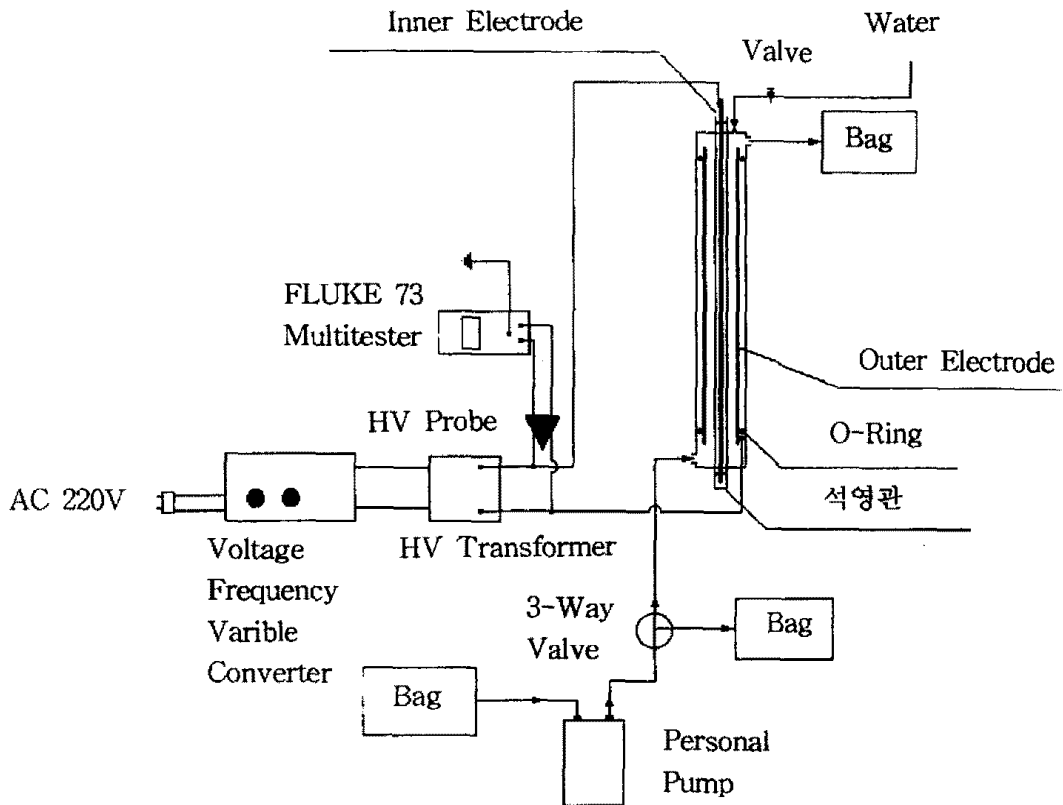 Inner Electrode
Valve
Water
Bag
FLUKE 73
Multitester
Outer Electrode
HV Probe
O-Ring
석영관
AC 220V
HV Transformer
Voltage
Frequency
Varible
Converter
3-Way
Valve
Bag
Bag
Personal
Pump